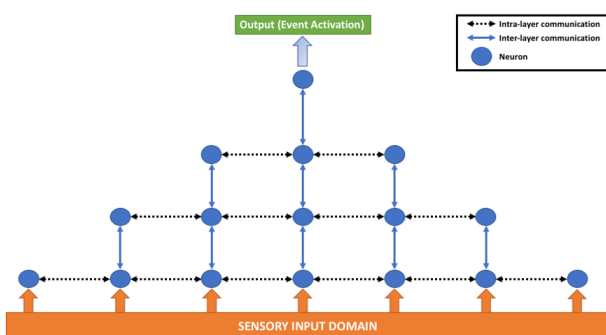 Output (Event Activation)
Intra-layer communication
Inter-layer communication
Neuron
SENSORY INPUT DOMAIN